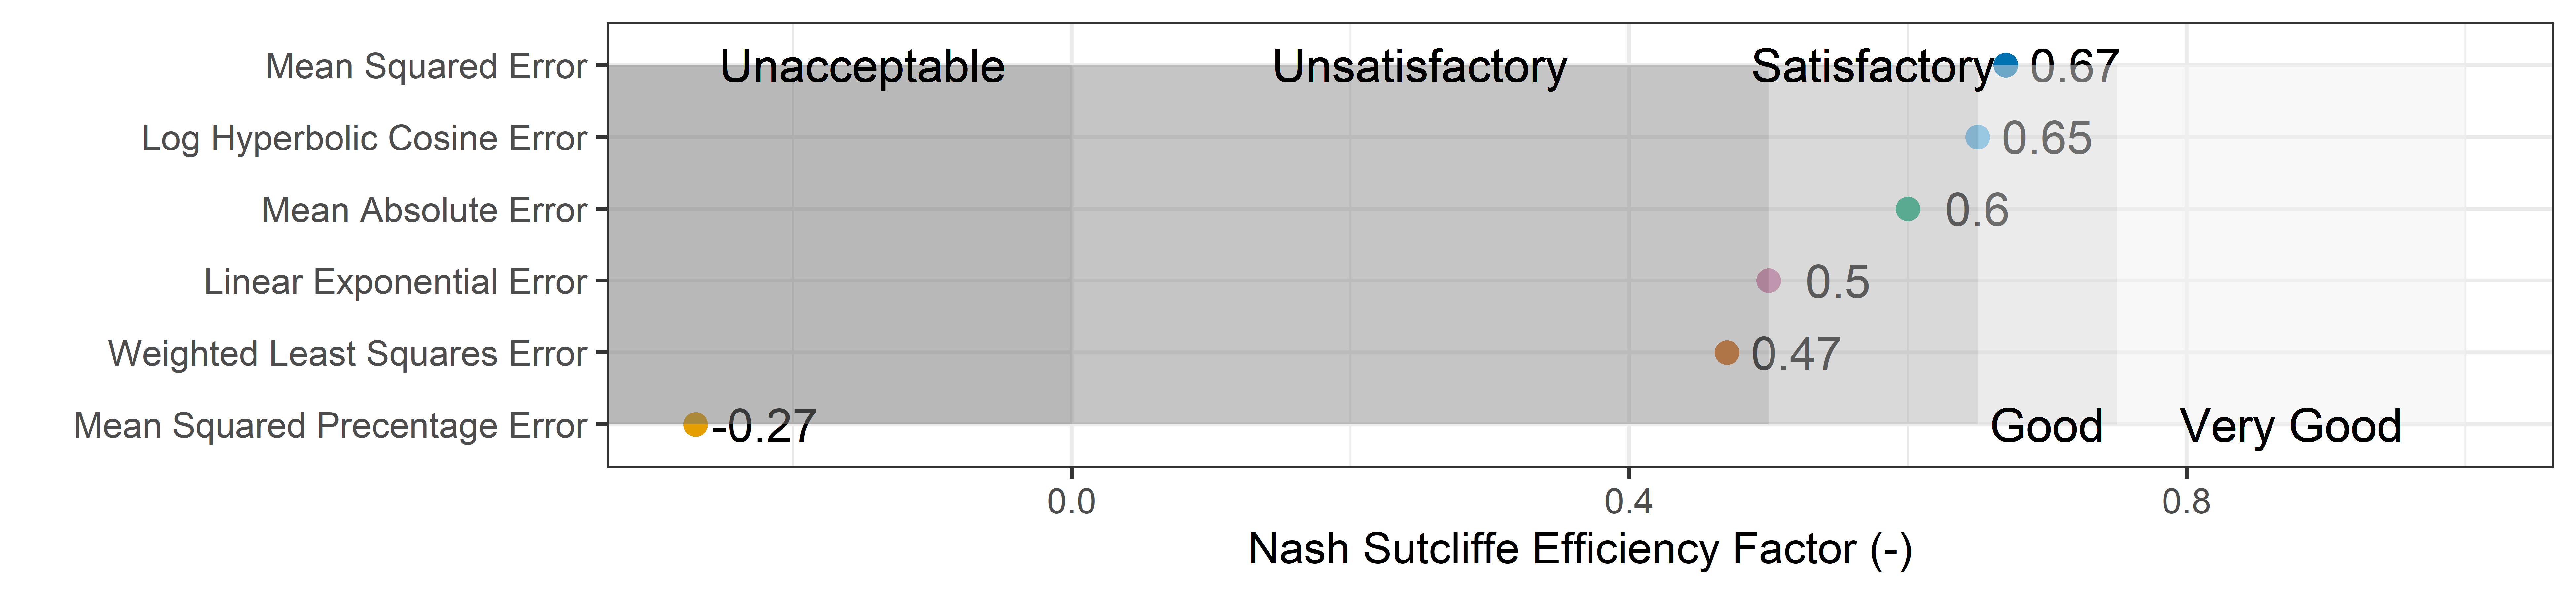 Mean Squared Error
Unacceptable
Unsatisfactory
Satisfactory
0.67
Log Hyperbolic Cosine Error
0.65
Mean Absolute Error
0.6
Linear Exponential Error
0.5
Weighted Least Squares Error
0.47
Mean Squared Precentage Error
-0.27
Good
Very Good
0.0
0.4
0.8
Nash Sutcliffe Efficiency Factor (-)